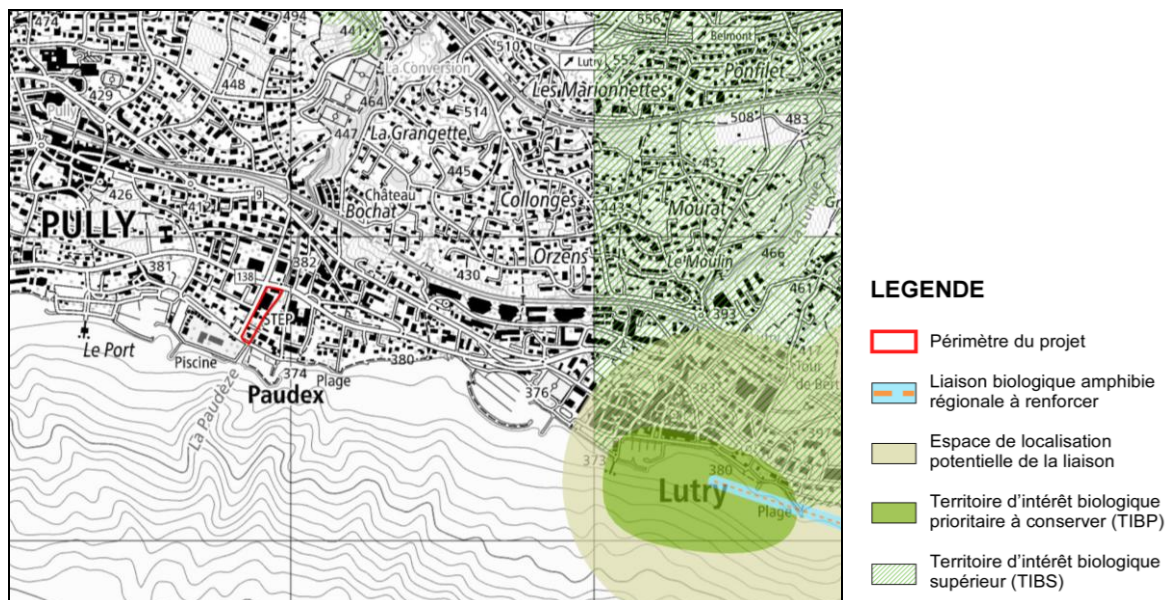 474
494
441
510
556
Belmont
La Conversion
Lutry
552
Ponfilet
429
448
464
Les Marionnettes
Pully
514
508
483
447
La Grangette
457
445
Château
426
9
Bochat
Collonges
Mourat
PULLY
Orzens
Le Moulin
466
381
382
430
138
461
STEP
393
Le Port
380
Piscine
374
Plage
376
Paudex
La Paudèze
373
380
Lutry
Plage
LEGENDE
Périmètre du projet
Liaison biologique amphibie
régionale à renforcer
Espace de localisation
potentielle de la liaison
Territoire d'intérêt biologique
prioritaire à conserver (TIBP)
Territoire d'intérêt biologique
supérieur (TIBS)